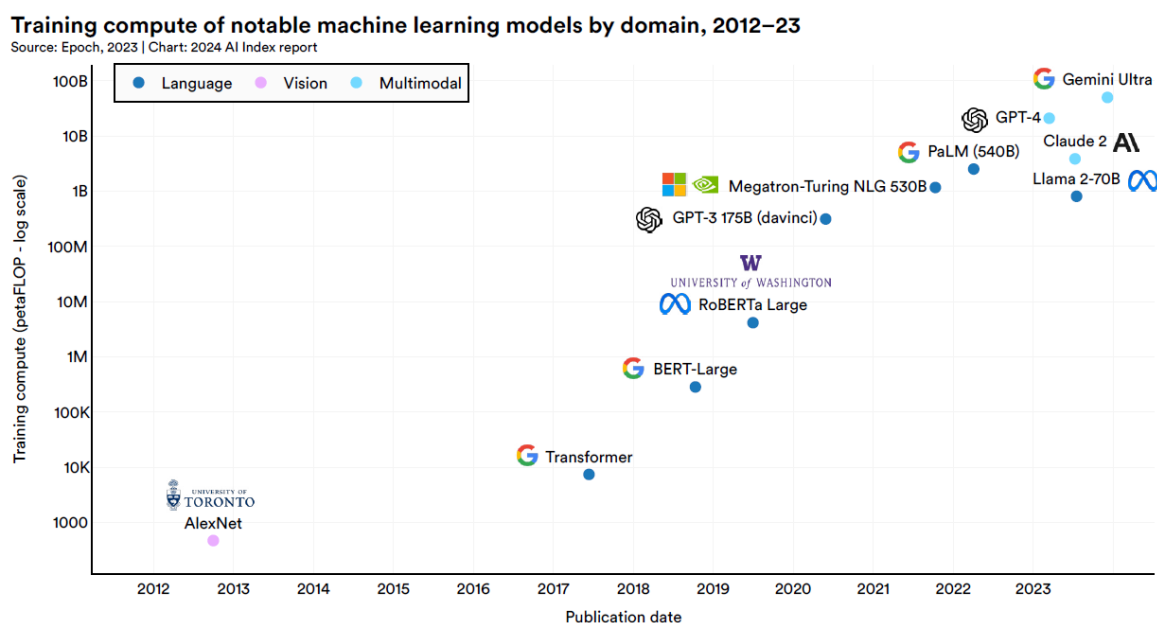 Training compute of notable machine learning models by domain, 2012–23
Source: Epoch, 2023 | Chart: 2024 AI Index report
Language Vision Multimodal
Training compute (petaFLOP - log scale)
100B
10B
1B
100M
10M
1M
100K
10K
1000
Gemini Ultra
GPT-4
Claude 2 A\
PaLM (540B)
Llama 2-70B
Megatron-Turing NLG 530B
GPT-3 175B (davinci)
W
UNIVERSITY of WASHINGTON
RoBERTa Large
BERT-Large
Transformer
UNIVERSITY OF
TORONTO
AlexNet
2012 2013 2014 2015 2016 2017 2018 2019 2020 2021 2022 2023
Publication date